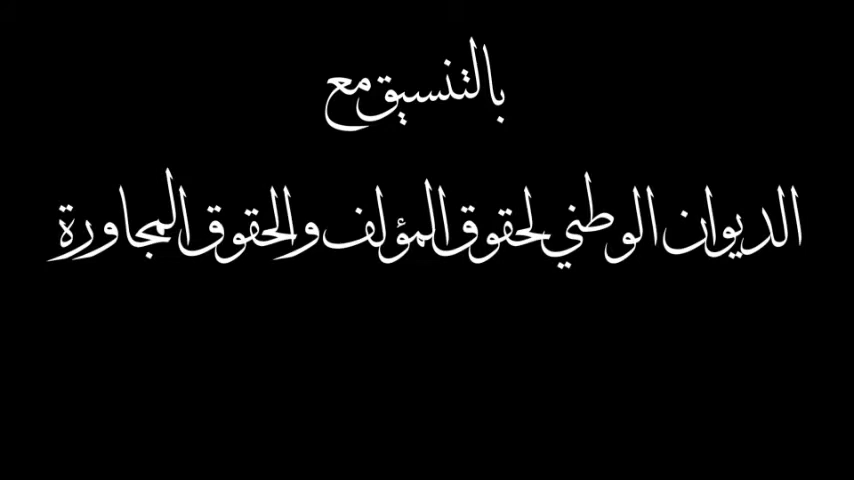 بالتنسيق مع
الديوان الوطني لحقوق المؤلف والحقوق المجاورة